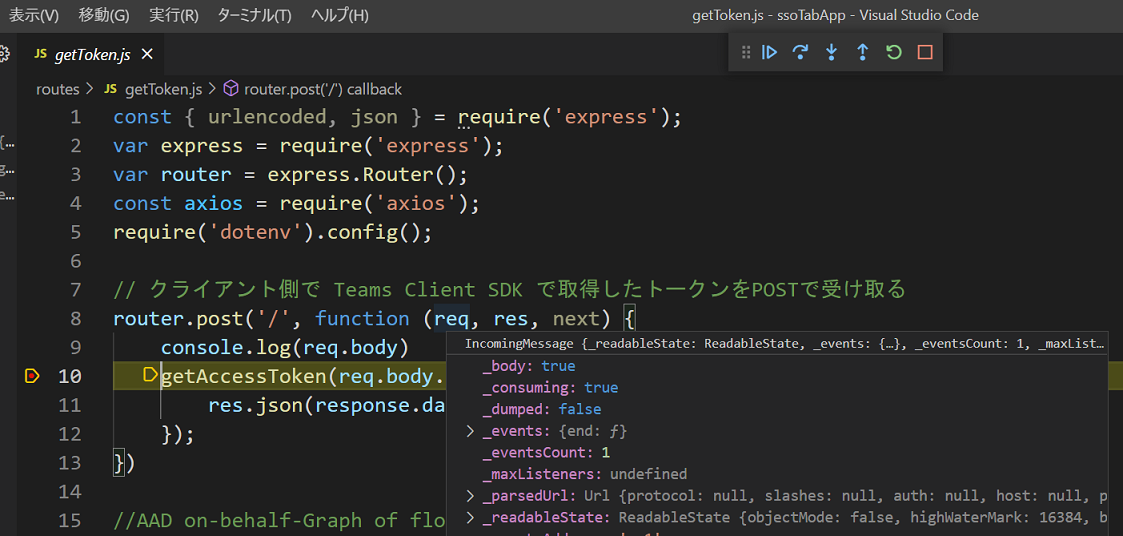 表示(V) 移動(G) 実行(R) ターミナル(T) ヘルプ(H) getToken.js - ssoTabApp - Visual Studio Code
JS getToken.js ×
routes > JS getToken.js > router.post('/') callback
1 const { urlencoded, json } = require('express');
2 var express = require('express');
3 var router = express.Router();
4 const axios = require('axios');
5 require('dotenv').config();
6
7 // クライアント側で Teams Client SDK で取得したトークンをPOSTで受け取る
8 router.post('/', function (req, res, next) {
9 console.log(req.body)
IncomingMessage {_readableState: ReadableState, _events: {…}, _eventsCount: 1, _maxList…
_body: true
10 getAccessToken(req.body.
_consuming: true
11 res.json(response.da
_dumped: false
12 });
> _events: {end: ƒ}
_eventsCount: 1
13 })
_maxListeners: undefined
14
> _parsedUrl: Url {protocol: null, slashes: null, auth: null, host: null, p
15 //AAD on-behalf-Graph of flo
> _readableState: ReadableState {objectMode: false, highWaterMark: 16384, b